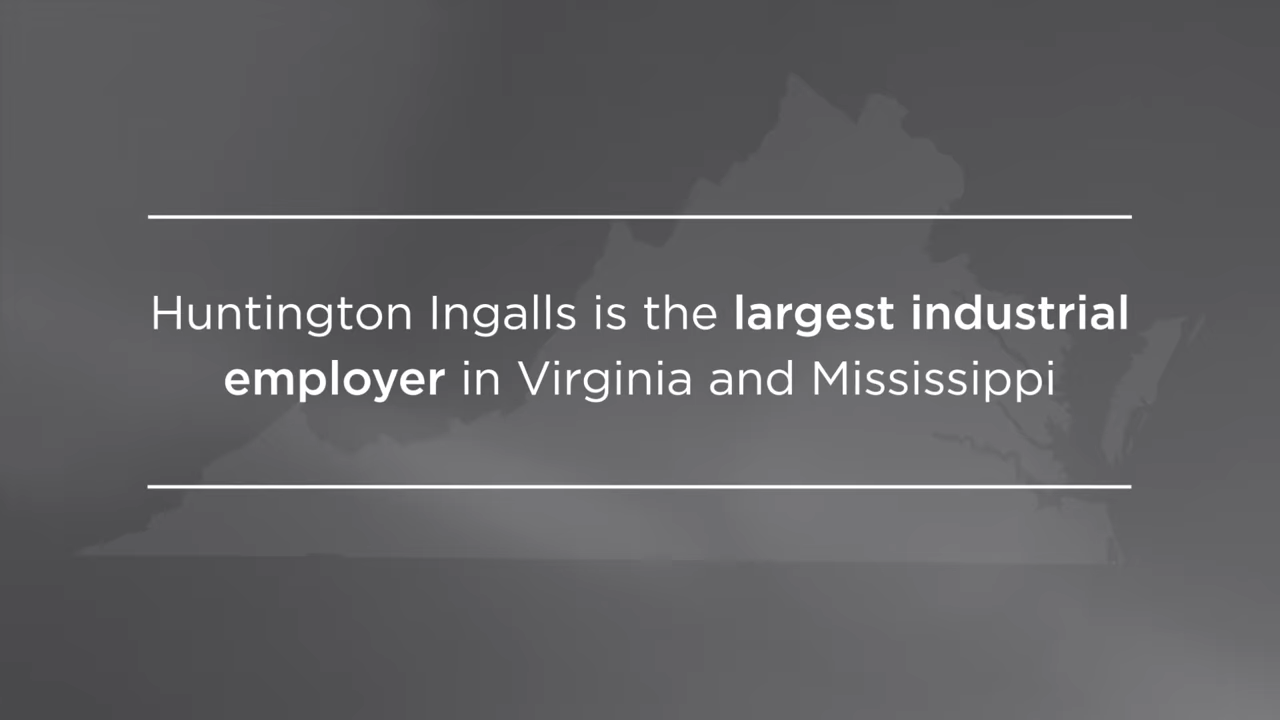 Huntington Ingalls is the largest industrial
employer in Virginia and Mississippi